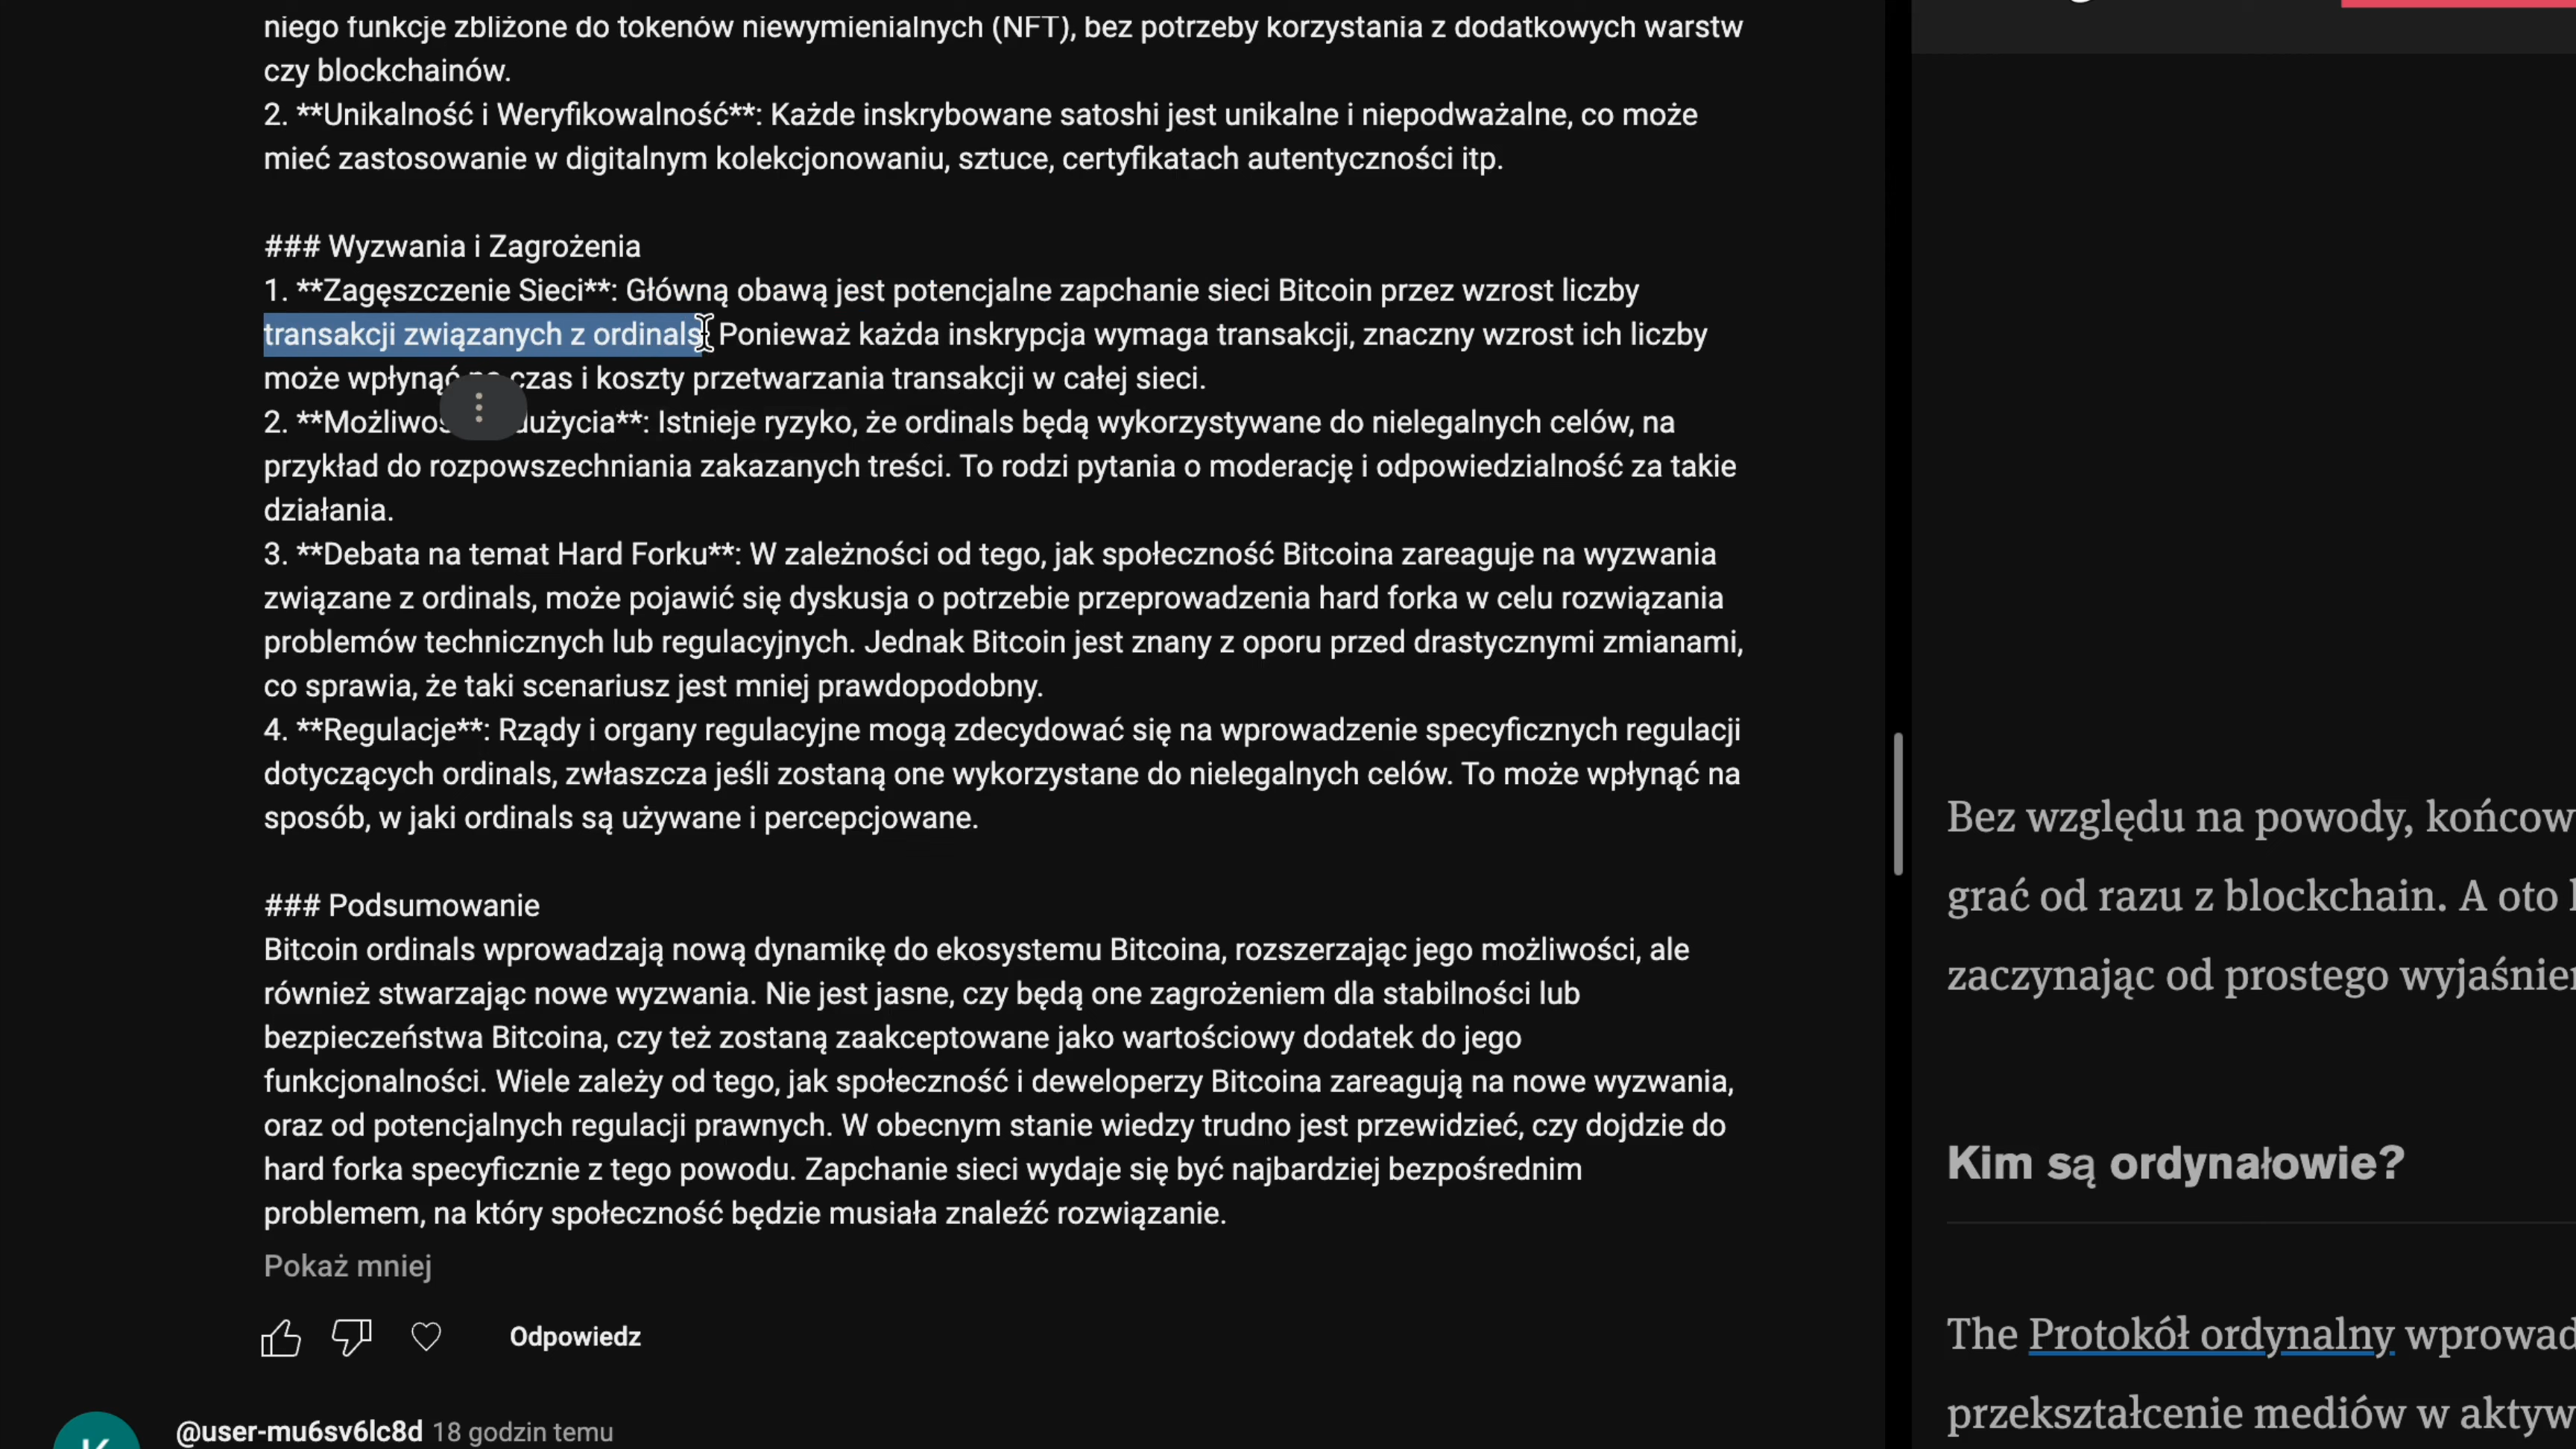 niego funkcje zbliżone do tokenów niewymienialnych (NFT), bez potrzeby korzystania z dodatkowych warstw
czy blockchainów.
2. **Unikalność i Weryfikowalność**: Każde inskrybowane satoshi jest unikalne i niepodważalne, co może
mieć zastosowanie w digitalnym kolekcjonowaniu, sztuce, certyfikatach autentyczności itp.
### Wyzwania i Zagrożenia
1. **Zagęszczenie Sieci**: Główną obawą jest potencjalne zapchanie sieci Bitcoin przez wzrost liczby
transakcji związanych z ordinals. Ponieważ każda inskrypcja wymaga transakcji, znaczny wzrost ich liczby
może wpłynąć na czas i koszty przetwarzania transakcji w całej sieci.
2. **Możliwość Nadużycia**: Istnieje ryzyko, że ordinals będą wykorzystywane do nielegalnych celów, na
przykład do rozpowszechniania zakazanych treści. To rodzi pytania o moderację i odpowiedzialność za takie
działania.
3. **Debata na temat Hard Forku**: W zależności od tego, jak społeczność Bitcoina zareaguje na wyzwania
związane z ordinals, może pojawić się dyskusja o potrzebie przeprowadzenia hard forka w celu rozwiązania
problemów technicznych lub regulacyjnych. Jednak Bitcoin jest znany z oporu przed drastycznymi zmianami,
co sprawia, że taki scenariusz jest mniej prawdopodobny.
4. **Regulacje**: Rządy i organy regulacyjne mogą zdecydować się na wprowadzenie specyficznych regulacji
dotyczących ordinals, zwłaszcza jeśli zostaną one wykorzystane do nielegalnych celów. To może wpłynąć na
sposób, w jaki ordinals są używane i percepcjowane.
### Podsumowanie
Bitcoin ordinals wprowadzają nową dynamikę do ekosystemu Bitcoina, rozszerzając jego możliwości, ale
również stwarzając nowe wyzwania. Nie jest jasne, czy będą one zagrożeniem dla stabilności lub
bezpieczeństwa Bitcoina, czy też zostaną zaakceptowane jako wartościowy dodatek do jego
funkcjonalności. Wiele zależy od tego, jak społeczność i deweloperzy Bitcoina zareagują na nowe wyzwania,
oraz od potencjalnych regulacji prawnych. W obecnym stanie wiedzy trudno jest przewidzieć, czy dojdzie do
hard forka specyficznie z tego powodu. Zapchanie sieci wydaje się być najbardziej bezpośrednim
problemem, na który społeczność będzie musiała znaleźć rozwiązanie.
Pokaż mniej
Odpowiedz
@user-mu6sv6lc8d 18 godzin temu
Bez względu na powody, końcow
grać od razu z blockchain. A oto
zaczynając od prostego wyjaśnie
Kim są ordynałowie?
The Protokół ordynalny wprowad
przekształcenie mediów w aktyw